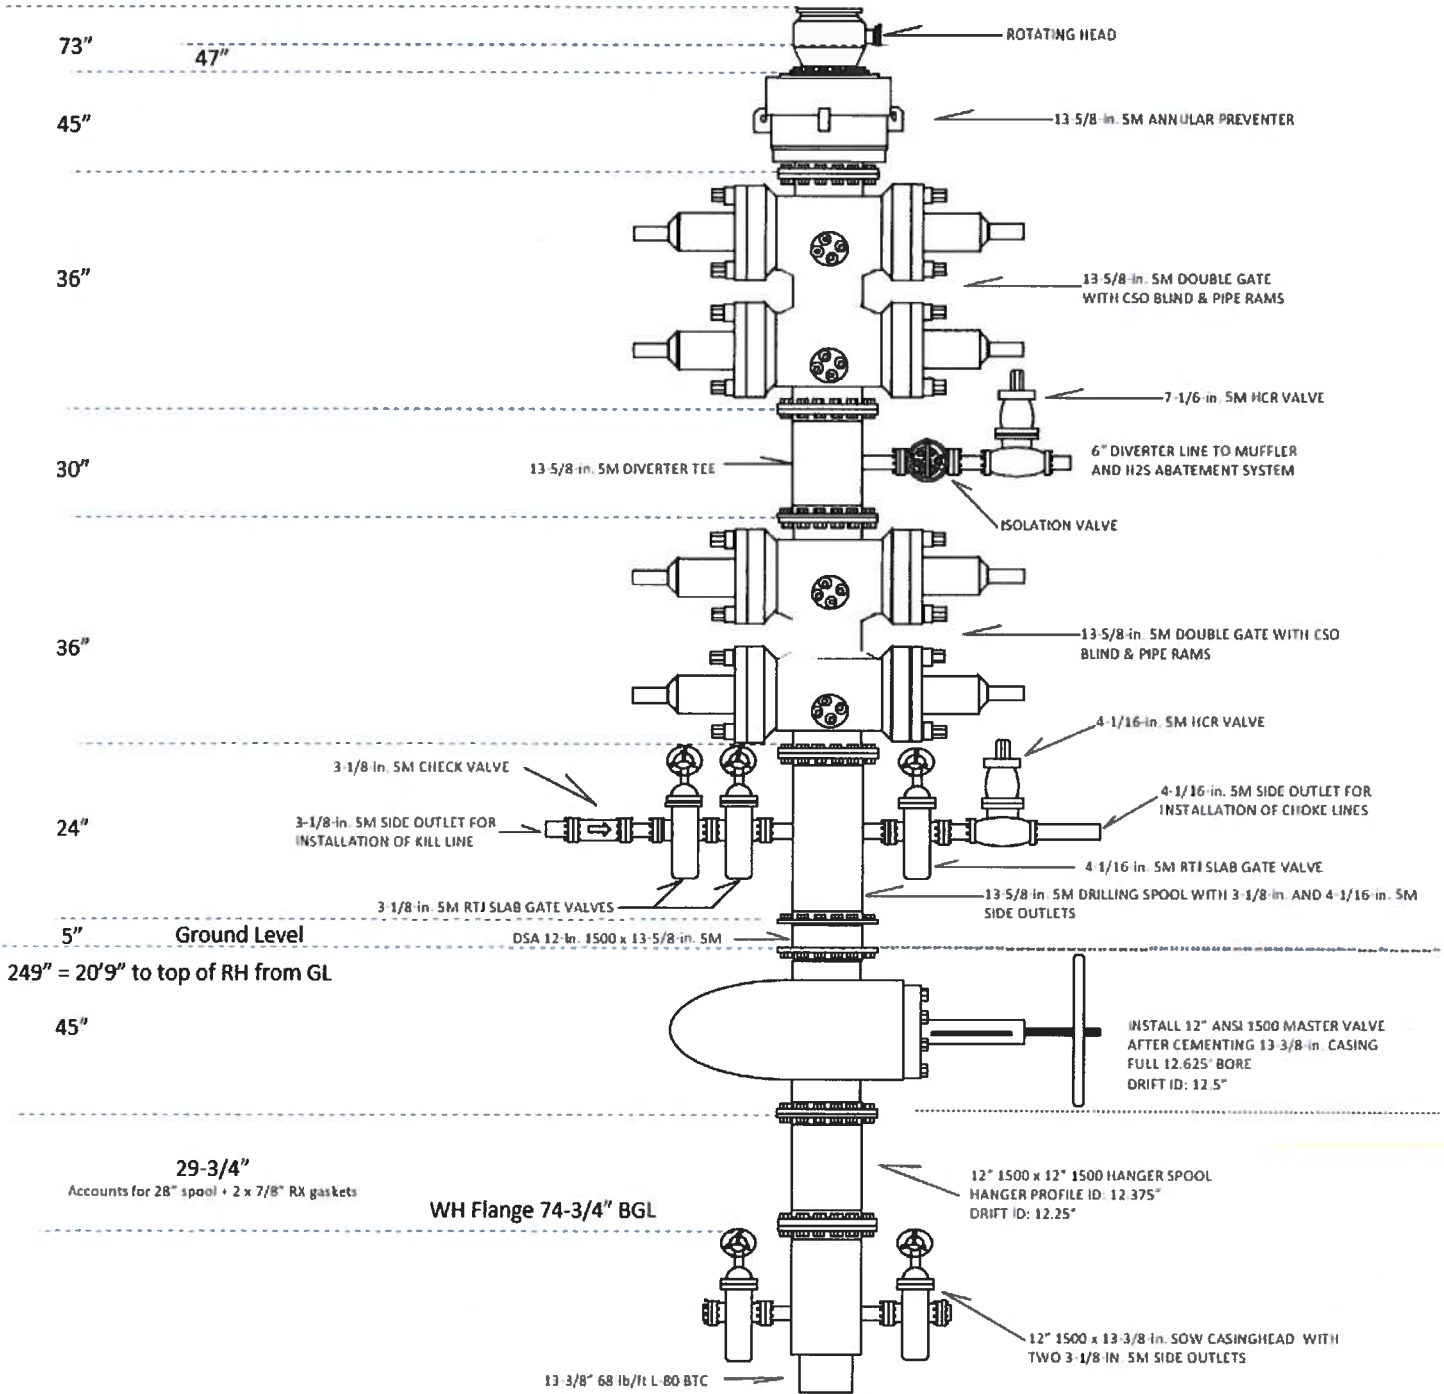 73"
47"
ROTATING HEAD
45"
13-5/8-in. 5M ANNULAR PREVENTER
36"
13-5/8-in. 5M DOUBLE GATE
WITH CSO BLIND & PIPE RAMS
7-1/6-in. 5M HCR VALVE
30"
13-5/8-in. 5M DIVERTER TEE
6" DIVERTER LINE TO MUFFLER
AND H2S ABATEMENT SYSTEM
ISOLATION VALVE
36"
13-5/8-in. 5M DOUBLE GATE WITH CSO
BLIND & PIPE RAMS
4-1/16-in. 5M HCR VALVE
3-1/8-in. 5M CHECK VALVE
4-1/16-in. 5M SIDE OUTLET FOR
INSTALLATION OF CHOKE LINES
24"
3-1/8-in. 5M SIDE OUTLET FOR
INSTALLATION OF KILL LINE
4-1/16-in. 5M RTJ SLAB GATE VALVE
13-5/8-in. 5M DRILLING SPOOL WITH 3-1/8-in. AND 4-1/16-in. 5M
SIDE OUTLETS
3-1/8-in. 5M RTJ SLAB GATE VALVES
5"
Ground Level
DSA 12-in. 1500 x 13-5/8-in. 5M
249" = 20'9" to top of RH from GL
45"
INSTALL 12" ANSI 1500 MASTER VALVE
AFTER CEMENTING 13-3/8-in. CASING
FULL 12.625" BORE
DRIFT ID: 12.5"
29-3/4"
Accounts for 28" spool + 2 x 7/8" RX gaskets
12" 1500 x 12" 1500 HANGER SPOOL
HANGER PROFILE ID: 12.375"
DRIFT ID: 12.25"
WH Flange 74-3/4" BGL
12" 1500 x 13-3/8-in. SOW CASINGHEAD WITH
TWO 3-1/8-IN. 5M SIDE OUTLETS
13-3/8" 68 lb/ft L-80 BTC